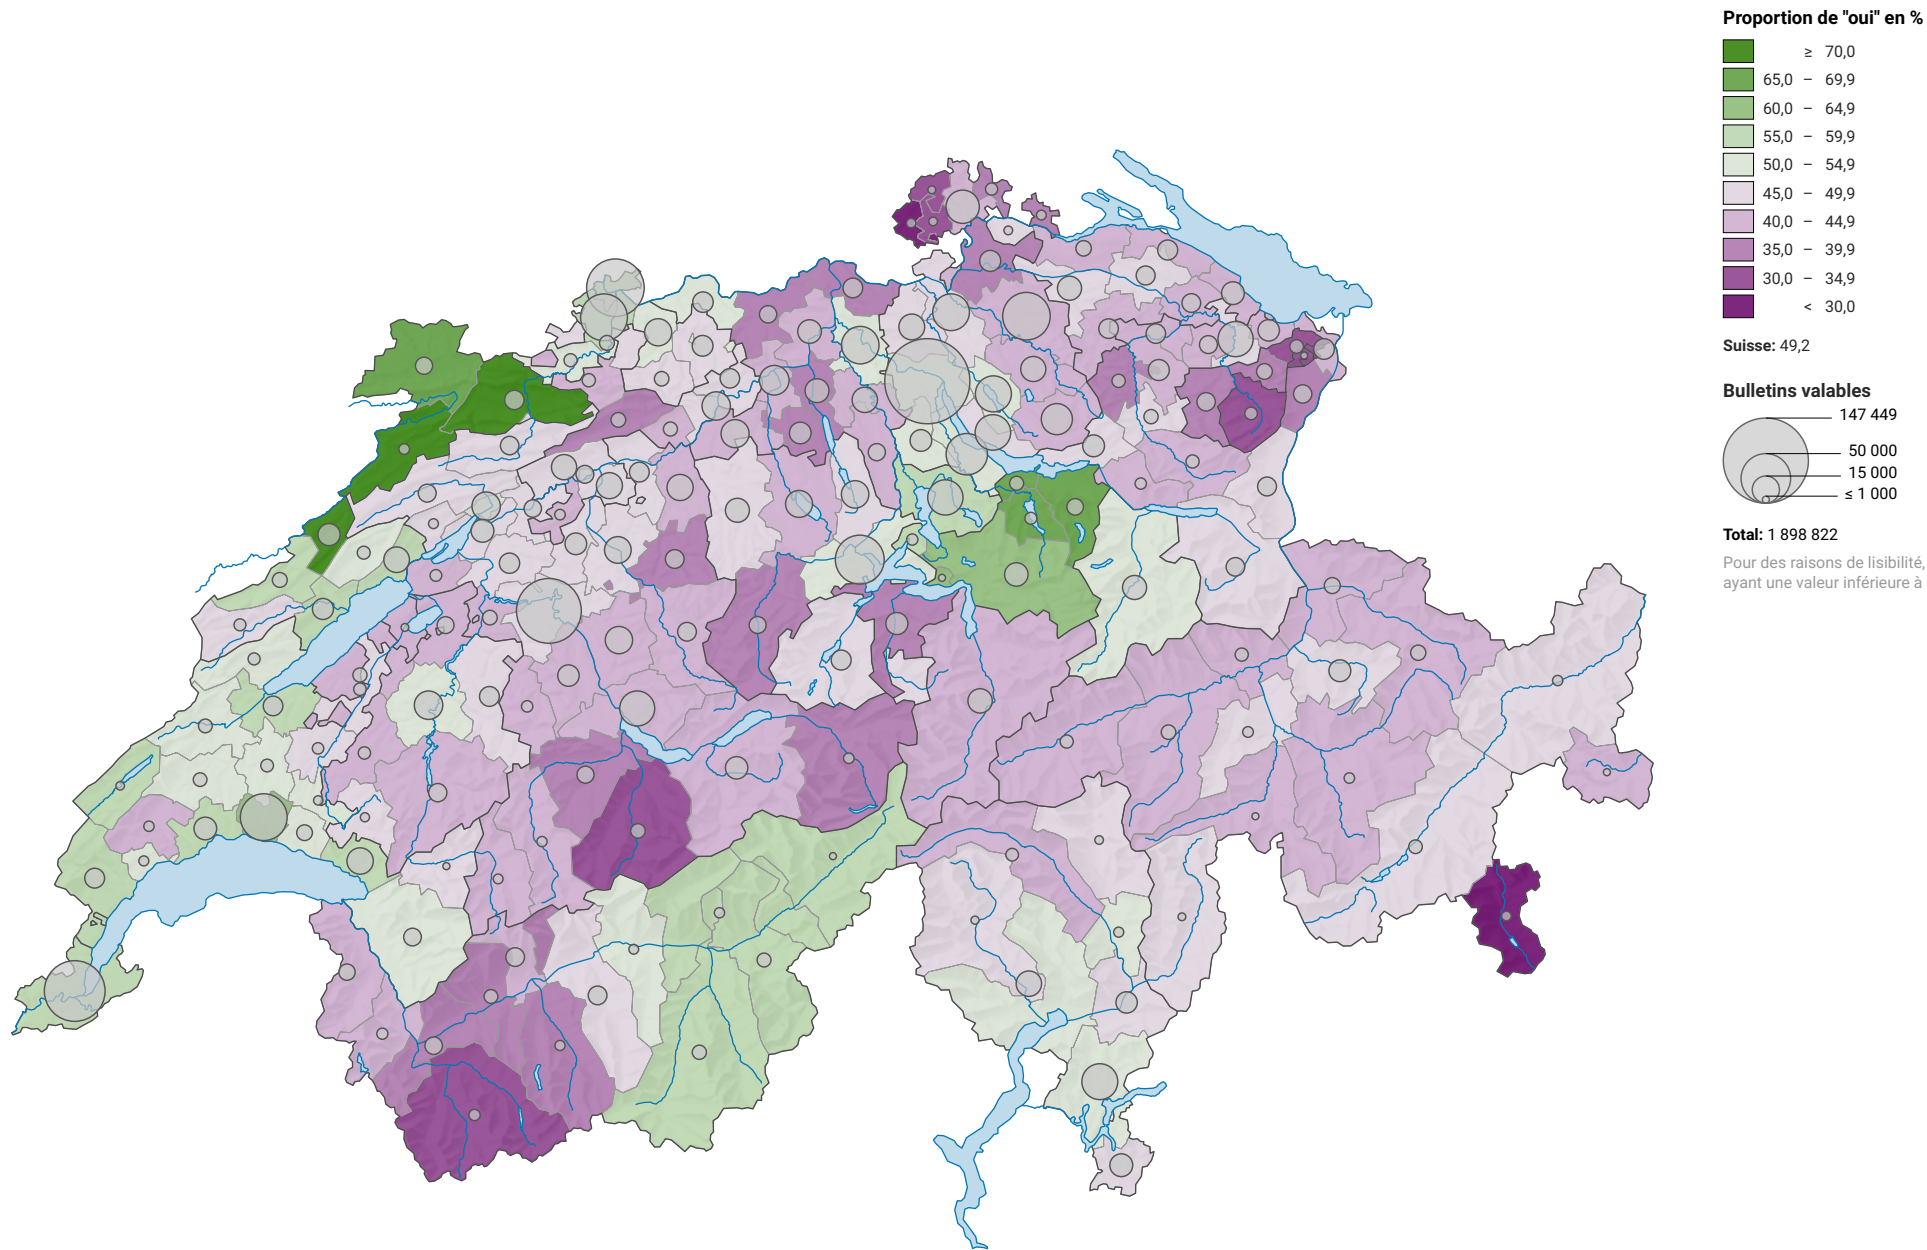 Proportion de "oui" en %
≥ 70,0
65,0 – 69,9
60,0 – 64,9
55,0 – 59,9
50,0 – 54,9
45,0 – 49,9
40,0 – 44,9
35,0 – 39,9
30,0 – 34,9
< 30,0
Suisse: 49,2
Bulletins valables
147 449
50 000
15 000
≤ 1 000
Total: 1 898 822
Pour des raisons de lisibilité,
ayant une valeur inférieure à